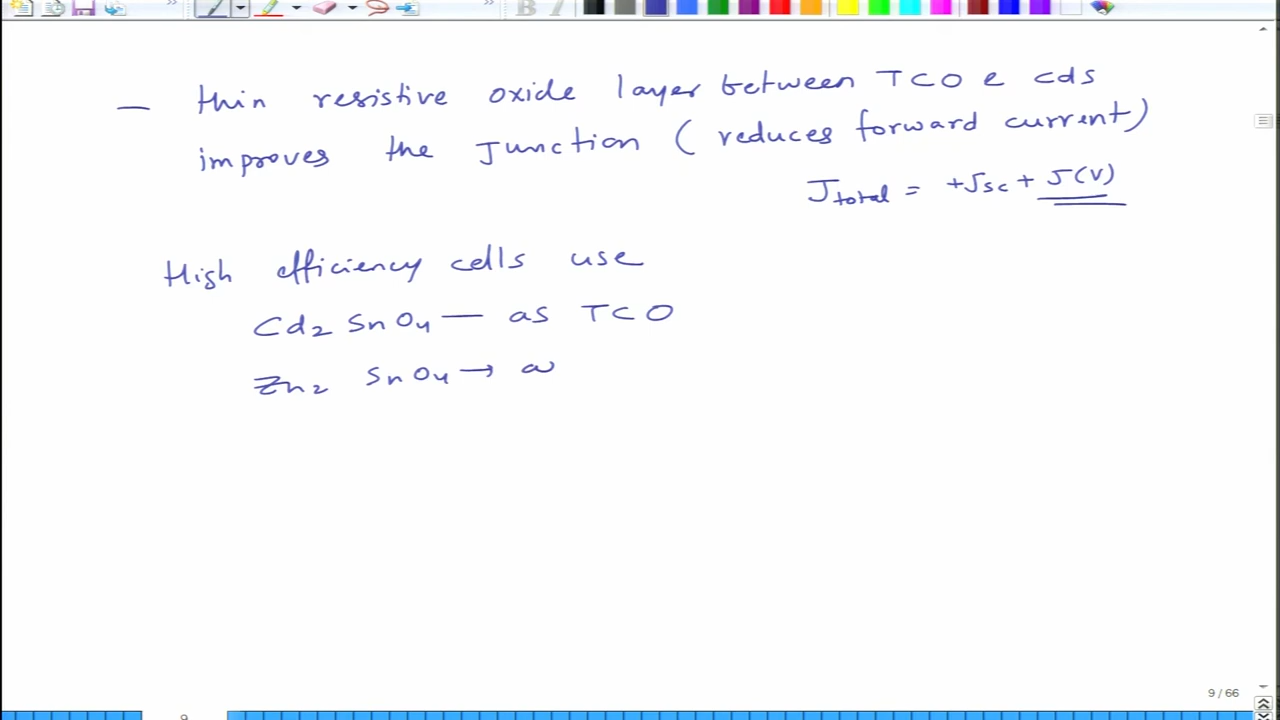 — thin resistive oxide layer between TCO e cds
improves the Junction (reduces forward current)
Jtotal = +Jsc + J(V)
High efficiency cells use
Cd2 SnO4 — as TCO
Zn2 SnO4 → a
9 / 66
9